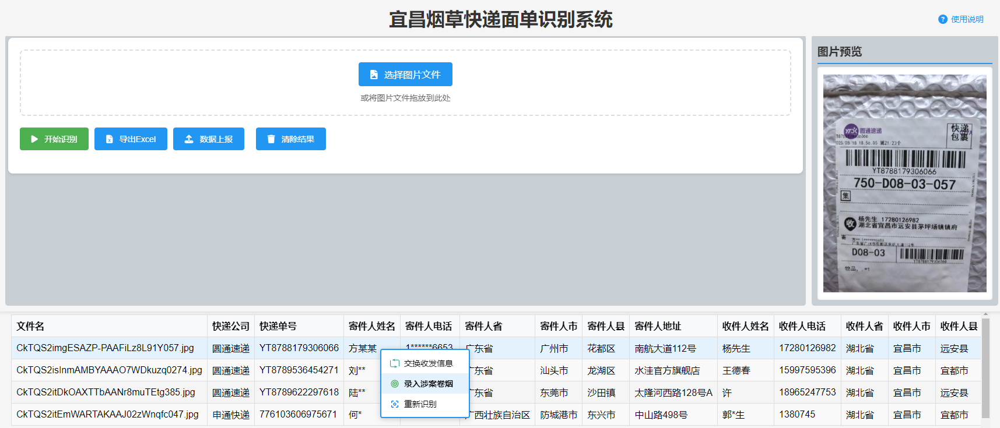 宜昌烟草快递面单识别系统
使用说明
选择图片文件
或将图片文件拖放到此处
开始识别 导出Excel 数据上报 清除结果
图片预览
圆通速递
快递包裹
第21/23个
YT8788179306066
750-D08-03-057
集
收 杨先生 17280126982
湖北省宜昌市远安县茅坪场镇镇府
寄
D08-03
YT8788179306066
物品
文件名 快递公司 快递单号 寄件人姓名 寄件人电话 寄件人省 寄件人市 寄件人县 寄件人地址 收件人姓名 收件人电话 收件人省 收件人市 收件人县
CkTQS2imgESAZP-PAAFiLz8L91Y057.jpg 圆通速递 YT8788179306066 方某某 1******6653 广东省 广州市 花都区 南航大道112号 杨先生 17280126982 湖北省 宜昌市 远安县
CkTQS2isInmAMBYAAAO7WDkuzq0274.jpg 圆通速递 YT8789536454271 刘** 广东省 汕头市 龙湖区 水洼官方旗舰店 王德春 15997595396 湖北省 宜昌市 宜都市
CkTQS2itDkOAXTTbAANr8muTEtg385.jpg 圆通速递 YT8789622297618 陆** 广东省 东莞市 沙田镇 太隆河西路128号A 许 18965247753 湖北省 宜昌市 远安县
CkTQS2itEmWARTAKAAJ02zWnqfc047.jpg 申通快递 776103606975671 何* 广西壮族自治区 防城港市 东兴市 中山路498号 郭*生 1380745 湖北省 宜昌市 宜都市
交换收发信息
录入涉案卷烟
重新识别